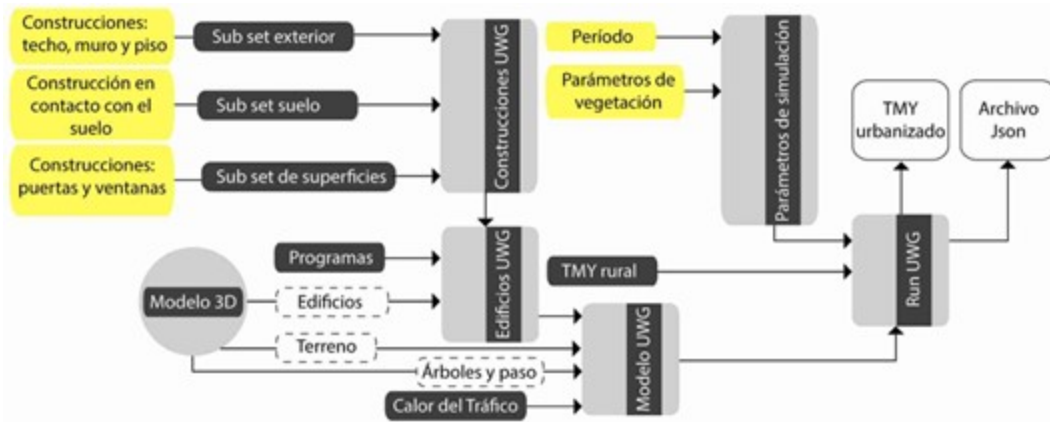 Construcciones:
techo, muro y piso
Sub set exterior
Construcción en
contacto con el
suelo
Sub set suelo
Construcciones:
puertas y ventanas
Sub set de superficies
Construcciones UWG
Período
Parámetros de
vegetación
Parámetros de simulación
TMY
urbanizado
Archivo
Json
Programas
Modelo 3D
Edificios
Edificios UWG
TMY rural
Run UWG
Terreno
Árboles y paso
Calor del Tráfico
Modelo UWG